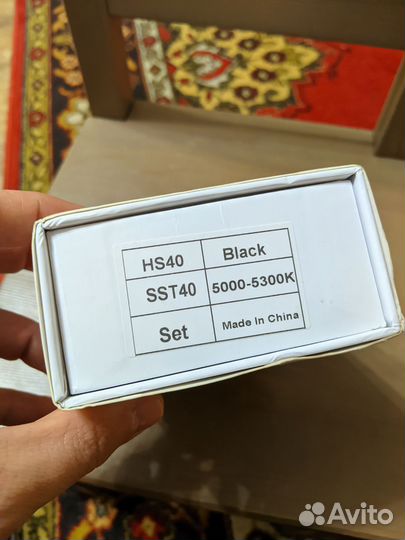 HS40 Black
SST40 5000-5300K
Set Made In China
Avito